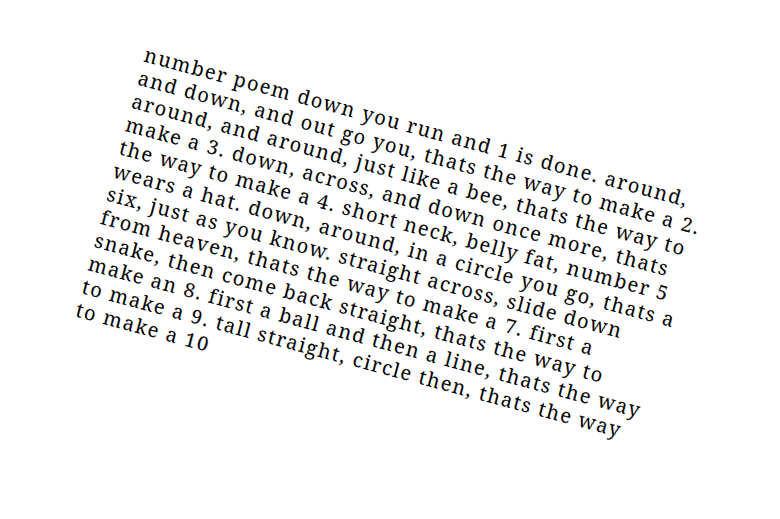 number poem down you run and 1 is done. around,
and down, and out go you, thats the way to make a 2.
around, and around, just like a bee, thats the way to
make a 3. down, across, and down once more, thats
the way to make a 4. short neck, belly fat, number 5
wears a hat. down, around, in a circle you go, thats a
six, just as you know. straight across, slide down
from heaven, thats the way to make a 7. first a
snake, then come back straight, thats the way to
make an 8. first a ball and then a line, thats the way
to make a 9. tall straight, circle then, thats the way
to make a 10